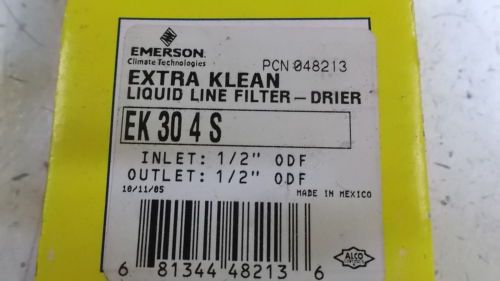 EMERSON
Climate Technologies
PCN 048213
EXTRA KLEAN
LIQUID LINE FILTER-DRIER
EK 30 4 S
INLET: 1/2" ODF
OUTLET: 1/2" ODF
10/11/05
MADE IN MEXICO
6 81344 48213 6
ALCO